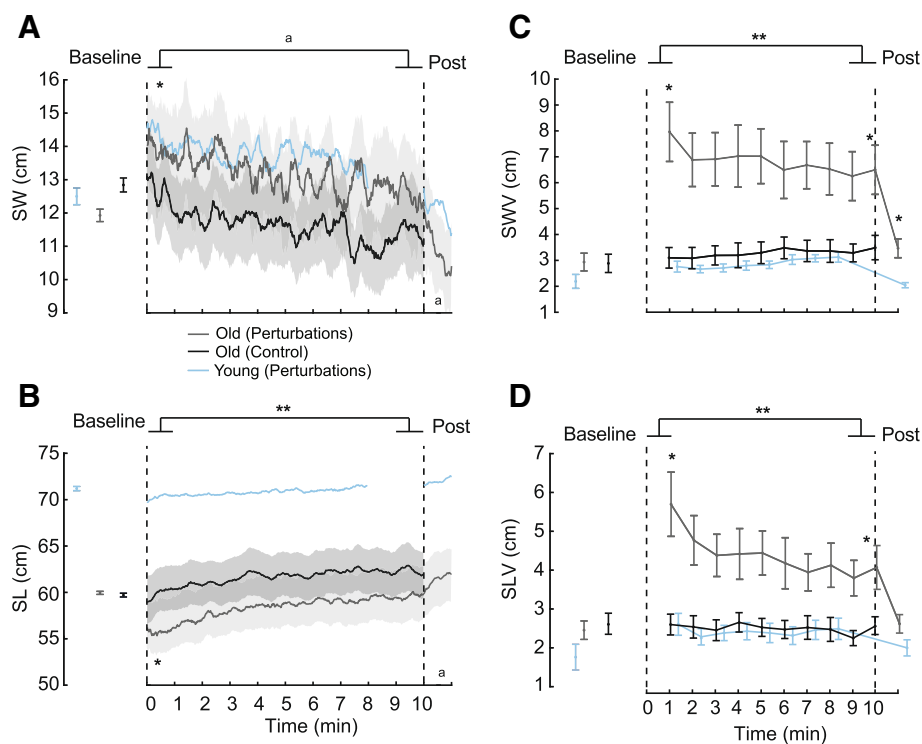 A
a
Baseline
Post
*
SW (cm)
16
15
14
13
12
11
10
9
a
Old (Perturbations)
Old (Control)
Young (Perturbations)
B
**
Baseline
Post
SL (cm)
75
70
65
60
55
50
*
a
0 1 2 3 4 5 6 7 8 9 10
Time (min)
C
**
Baseline
Post
SWV (cm)
10
9
8
7
6
5
4
3
2
1
*
*
*
D
**
Baseline
Post
SLV (cm)
7
6
5
4
3
2
1
*
*
0 1 2 3 4 5 6 7 8 9 10
Time (min)